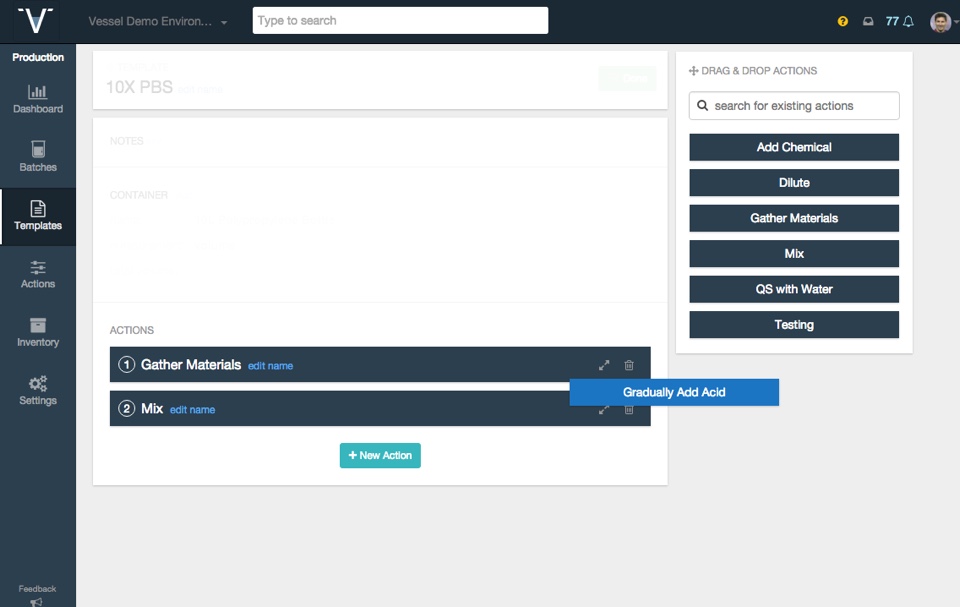 Vessel Demo Environ...
Type to search
77
Production
Dashboard
Batches
Templates
Actions
Inventory
Settings
Feedback
10X PBS
NOTES
CONTAINER
ACTIONS
1 Gather Materials edit name
2 Mix edit name
+ New Action
Gradually Add Acid
DRAG & DROP ACTIONS
search for existing actions
Add Chemical
Dilute
Gather Materials
Mix
QS with Water
Testing